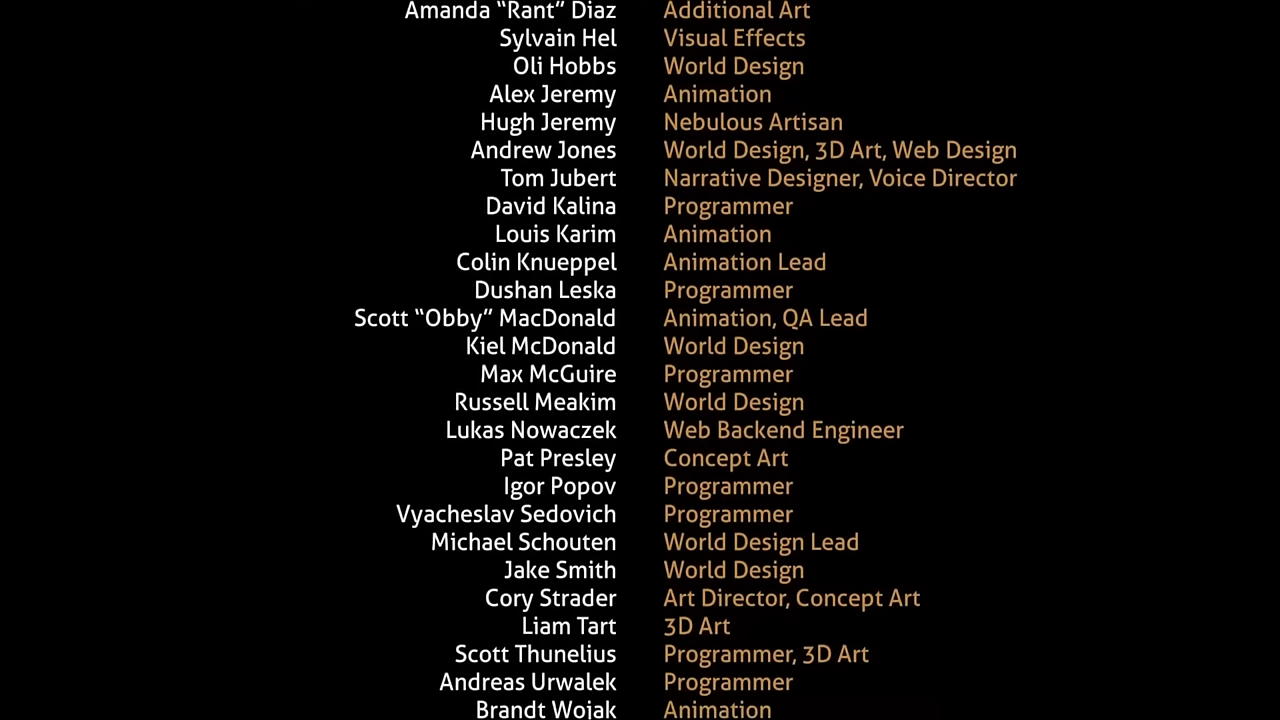 Amanda “Rant” Diaz Additional Art
Sylvain Hel Visual Effects
Oli Hobbs World Design
Alex Jeremy Animation
Hugh Jeremy Nebulous Artisan
Andrew Jones World Design, 3D Art, Web Design
Tom Jubert Narrative Designer, Voice Director
David Kalina Programmer
Louis Karim Animation
Colin Knueppel Animation Lead
Dushan Leska Programmer
Scott “Obby” MacDonald Animation, QA Lead
Kiel McDonald World Design
Max McGuire Programmer
Russell Meakim World Design
Lukas Nowaczek Web Backend Engineer
Pat Presley Concept Art
Igor Popov Programmer
Vyacheslav Sedovich Programmer
Michael Schouten World Design Lead
Jake Smith World Design
Cory Strader Art Director, Concept Art
Liam Tart 3D Art
Scott Thunelius Programmer, 3D Art
Andreas Urwalek Programmer
Brandt Wojak Animation